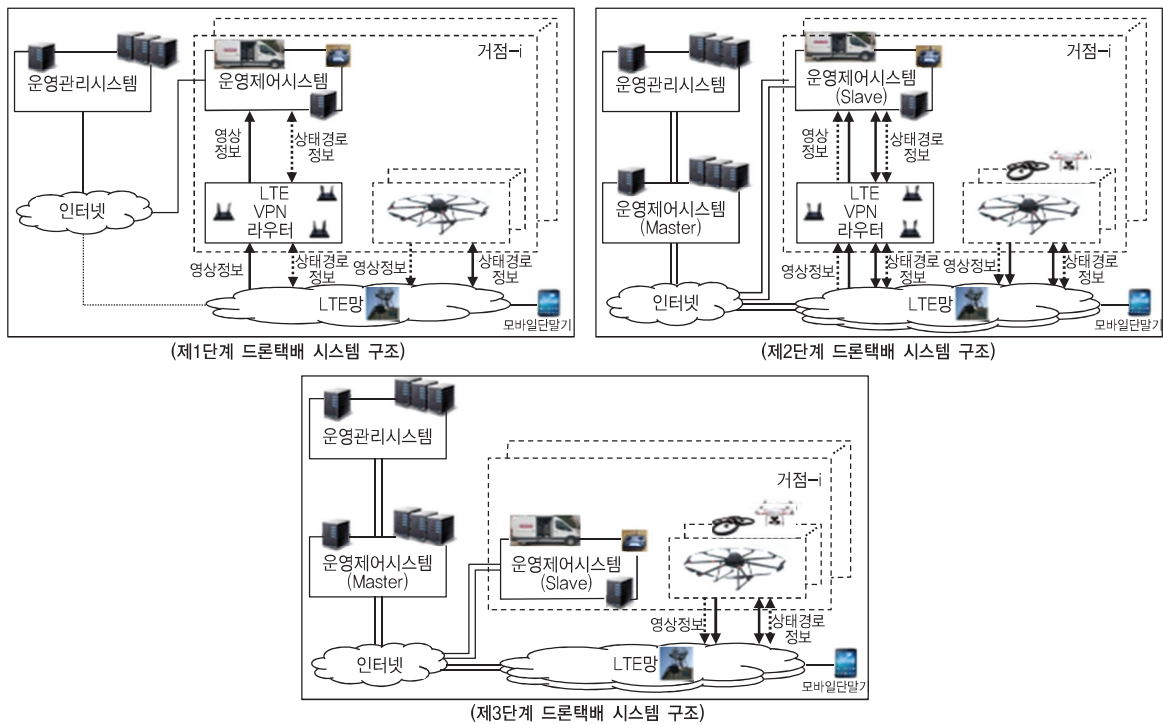 운영관리시스템
운영제어시스템
거점-i
영상
정보
상태경로
정보
LTE
VPN
라우터
인터넷
영상정보
상태경로
정보
영상정보
상태경로
정보
LTE망
모바일단말기
(제1단계 드론택배 시스템 구조)
운영관리시스템
운영제어시스템
(Slave)
거점-i
영상
정보
상태경로
정보
운영제어시스템
(Master)
LTE
VPN
라우터
영상정보
상태경로
정보
영상정보
상태경로
정보
인터넷
LTE망
모바일단말기
(제2단계 드론택배 시스템 구조)
운영관리시스템
거점-i
운영제어시스템
(Master)
운영제어시스템
(Slave)
영상정보
상태경로
정보
인터넷
LTE망
모바일단말기
(제3단계 드론택배 시스템 구조)